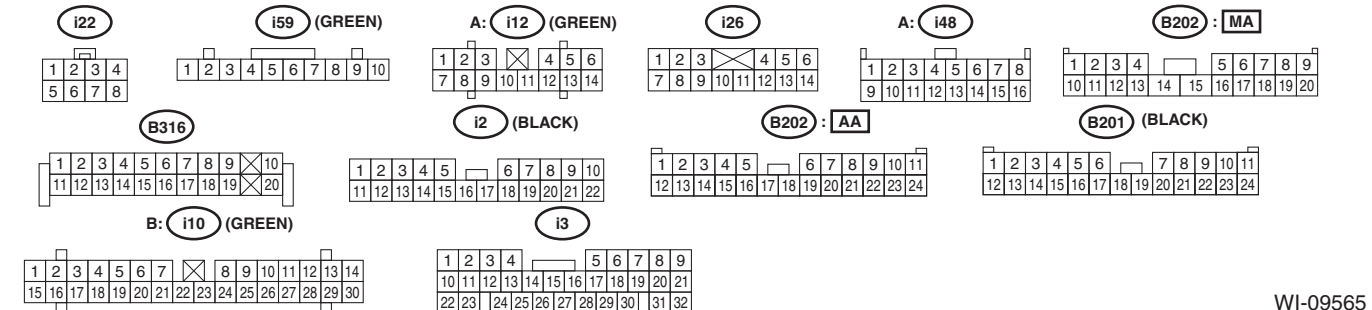 i22
i59 (GREEN)
A: i12 (GREEN)
i26
A: i48
B202 : MA
1 2 3 4
5 6 7 8
1 2 3 4 5 6 7 8 9 10
1 2 3 4 5 6
7 8 9 10 11 12 13 14
1 2 3 4 5 6
7 8 9 10 11 12 13 14
1 2 3 4 5 6 7 8
9 10 11 12 13 14 15 16
1 2 3 4 5 6 7 8 9
10 11 12 13 14 15 16 17 18 19 20
B316
i2 (BLACK)
B202 : AA
B201 (BLACK)
1 2 3 4 5 6 7 8 9 10
11 12 13 14 15 16 17 18 19 20
1 2 3 4 5 6 7 8 9 10
11 12 13 14 15 16 17 18 19 20 21 22
1 2 3 4 5 6 7 8 9 10 11
12 13 14 15 16 17 18 19 20 21 22 23 24
1 2 3 4 5 6 7 8 9 10 11
12 13 14 15 16 17 18 19 20 21 22 23 24
B: i10 (GREEN)
i3
1 2 3 4 5 6 7 8 9 10 11 12 13 14
15 16 17 18 19 20 21 22 23 24 25 26 27 28 29 30
1 2 3 4 5 6 7 8 9
10 11 12 13 14 15 16 17 18 19 20 21
22 23 24 25 26 27 28 29 30 31 32
WI-09565